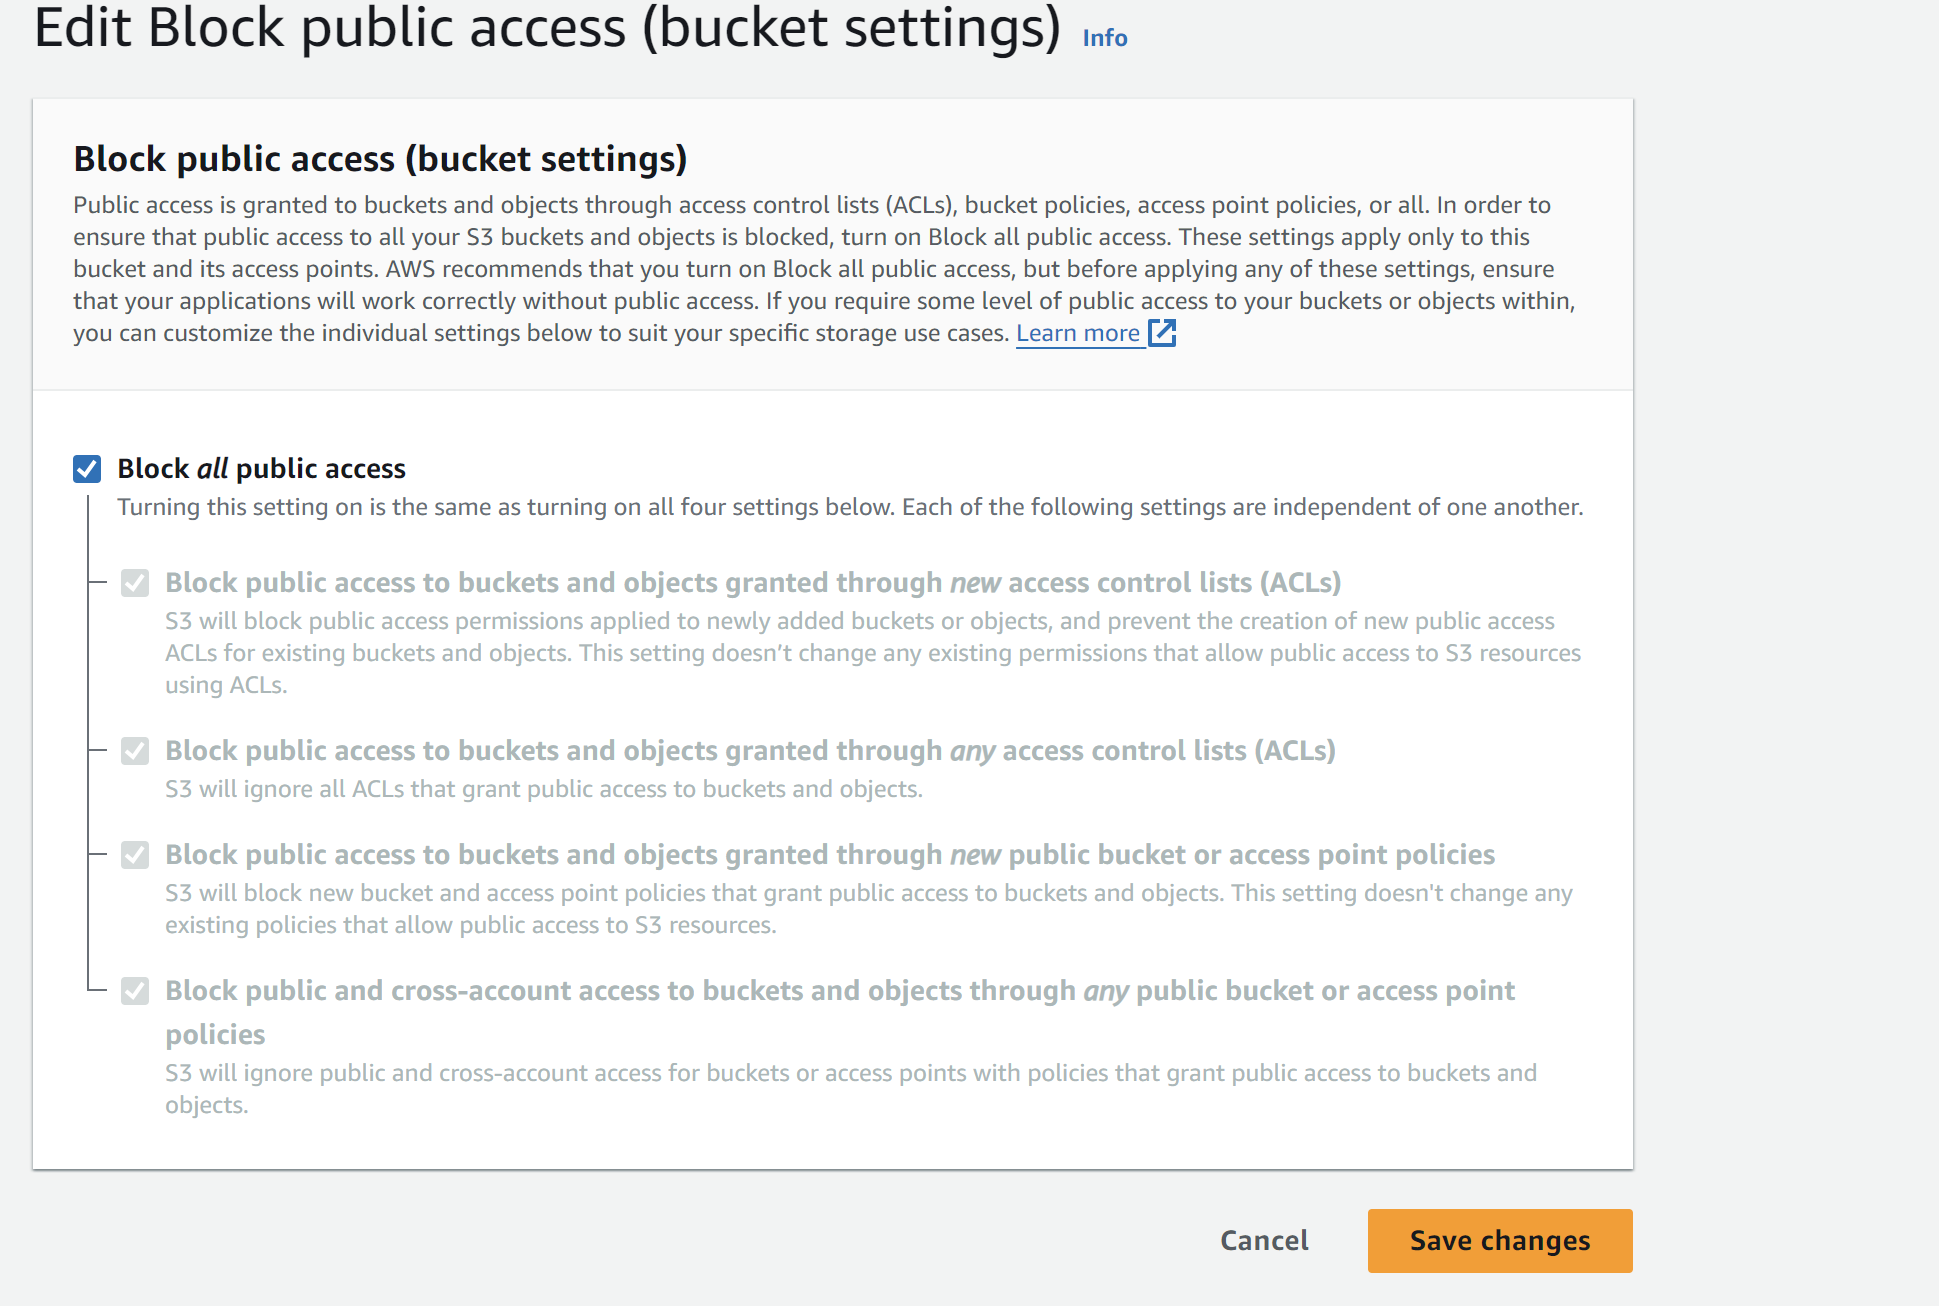 Edit Block public access (bucket settings) Info
Block public access (bucket settings)
Public access is granted to buckets and objects through access control lists (ACLs), bucket policies, access point policies, or all. In order to
ensure that public access to all your S3 buckets and objects is blocked, turn on Block all public access. These settings apply only to this
bucket and its access points. AWS recommends that you turn on Block all public access, but before applying any of these settings, ensure
that your applications will work correctly without public access. If you require some level of public access to your buckets or objects within,
you can customize the individual settings below to suit your specific storage use cases. Learn more
Block all public access
Turning this setting on is the same as turning on all four settings below. Each of the following settings are independent of one another.
Block public access to buckets and objects granted through new access control lists (ACLs)
S3 will block public access permissions applied to newly added buckets or objects, and prevent the creation of new public access
ACLs for existing buckets and objects. This setting doesn’t change any existing permissions that allow public access to S3 resources
using ACLs.
Block public access to buckets and objects granted through any access control lists (ACLs)
S3 will ignore all ACLs that grant public access to buckets and objects.
Block public access to buckets and objects granted through new public bucket or access point policies
S3 will block new bucket and access point policies that grant public access to buckets and objects. This setting doesn't change any
existing policies that allow public access to S3 resources.
Block public and cross-account access to buckets and objects through any public bucket or access point
policies
S3 will ignore public and cross-account access for buckets or access points with policies that grant public access to buckets and
objects.
Cancel Save changes